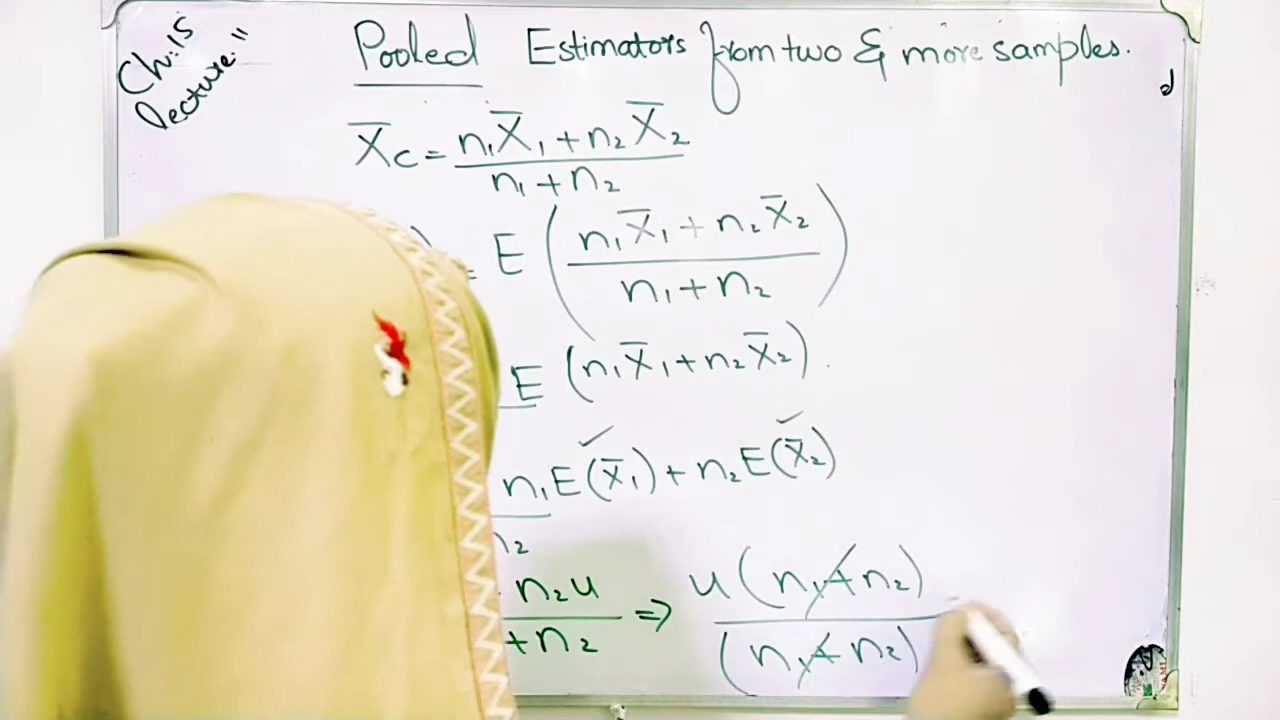 Ch:15
lecture 11
Pooled Estimators from two & more samples.
X̄c = n₁X̄₁ + n₂X̄₂
n₁ + n₂
= E ( n₁X̄₁ + n₂X̄₂
n₁ + n₂ )
E (n₁X̄₁ + n₂X̄₂).
n₁E(X̄₁) + n₂E(X̄₂)
n₂
n₂u ⇒ u(n₁+n₂)
+n₂ (n₁+n₂)